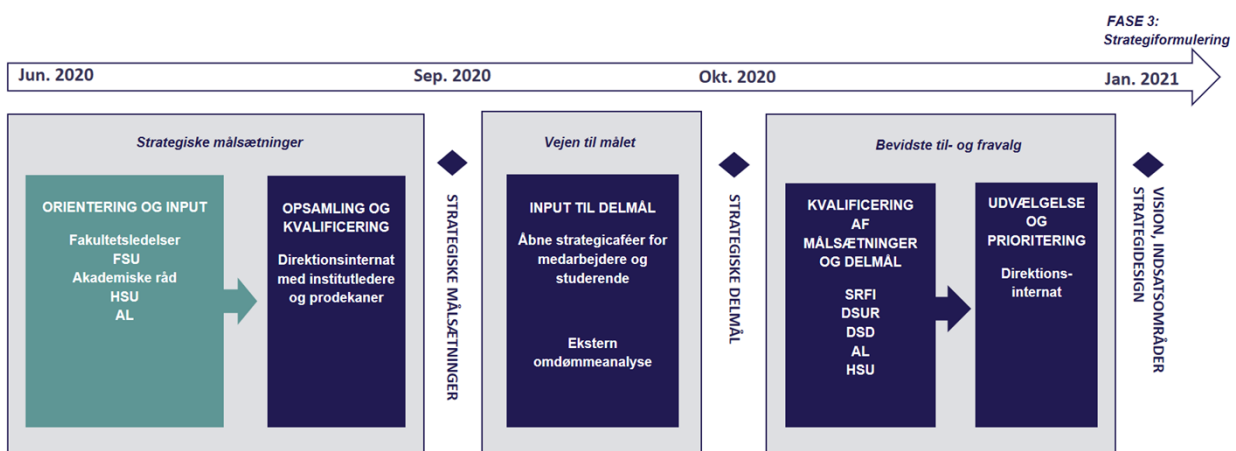 FASE 3:
Strategiformulering
Jun. 2020
Sep. 2020
Okt. 2020
Jan. 2021
Strategiske målsætninger
ORIENTERING OG INPUT
Fakultetsledelser
FSU
Akademiske råd
HSU
AL
OPSAMLING OG
KVALIFICERING
Direktionsinternat
med institutledere
og prodekaner
STRATEGISKE MÅLSÆTNINGER
Vejen til målet
INPUT TIL DELMÅL
Åbne strategicaféer for
medarbejdere og
studerende
Ekstern
omdømmeanalyse
STRATEGISKE DELMÅL
Bevidste til- og fravalg
KVALIFICERING
AF
MÅLSÆTNINGER
OG DELMÅL
SRFI
DSUR
DSD
AL
HSU
UDVÆLGELSE
OG
PRIORITERING
Direktions-
internat
VISION, INDSATSOMRÅDER
STRATEGIDESIGN